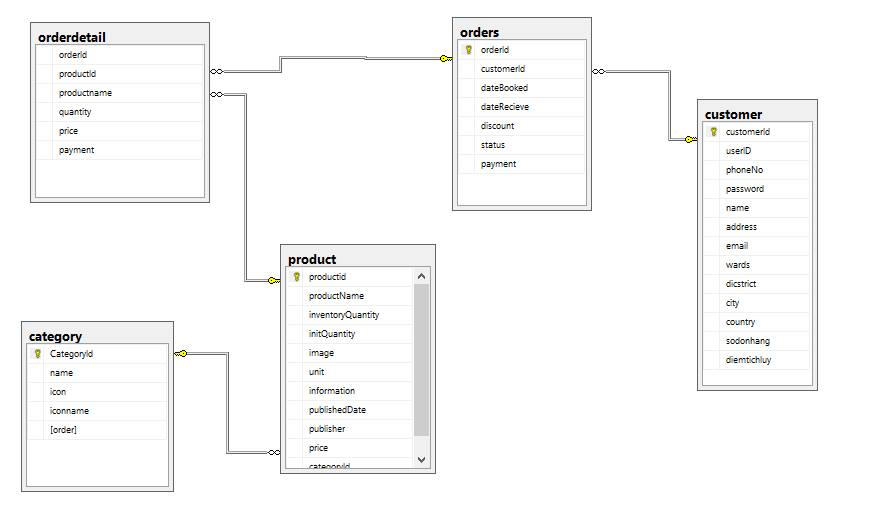 orderdetail
orderId
productId
productname
quantity
price
payment
orders
orderId
customerId
dateBooked
dateRecieve
discount
status
payment
customer
customerId
userID
phoneNo
password
name
address
email
wards
dicstrict
city
country
sodonhang
diemtichluy
product
productid
productName
inventoryQuantity
initQuantity
image
unit
information
publishedDate
publisher
price
categoryId
category
CategoryId
name
icon
iconname
[order]